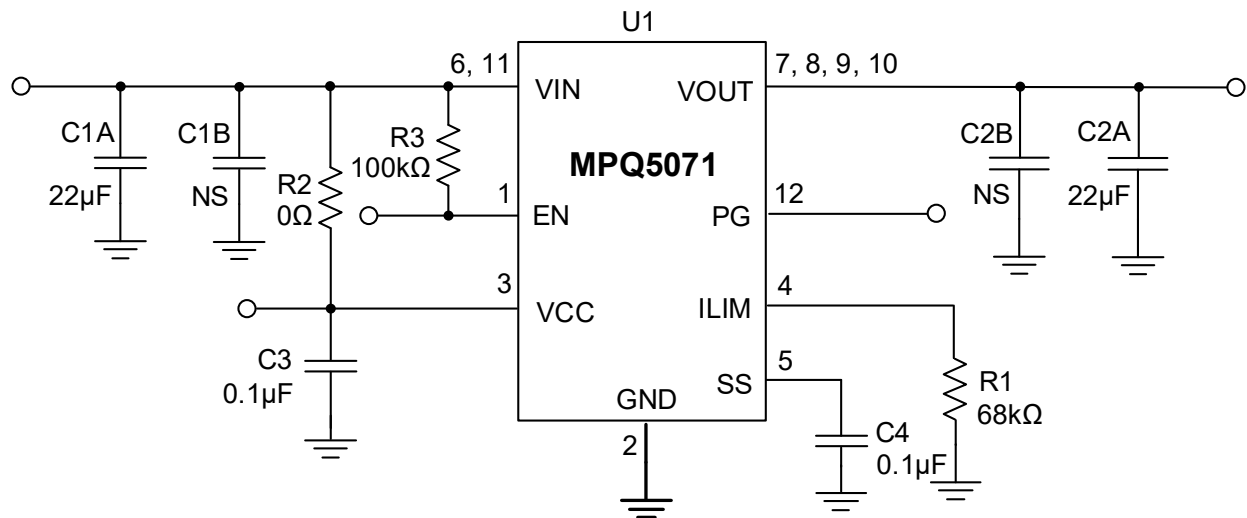 U1
6, 11
7, 8, 9, 10
VIN
VOUT
C1A
22µF
C1B
NS
R2
0Ω
R3
100kΩ
MPQ5071
C2B
NS
C2A
22µF
1
EN
PG
12
3
VCC
ILIM
4
C3
0.1µF
SS
5
R1
68kΩ
GND
2
C4
0.1µF